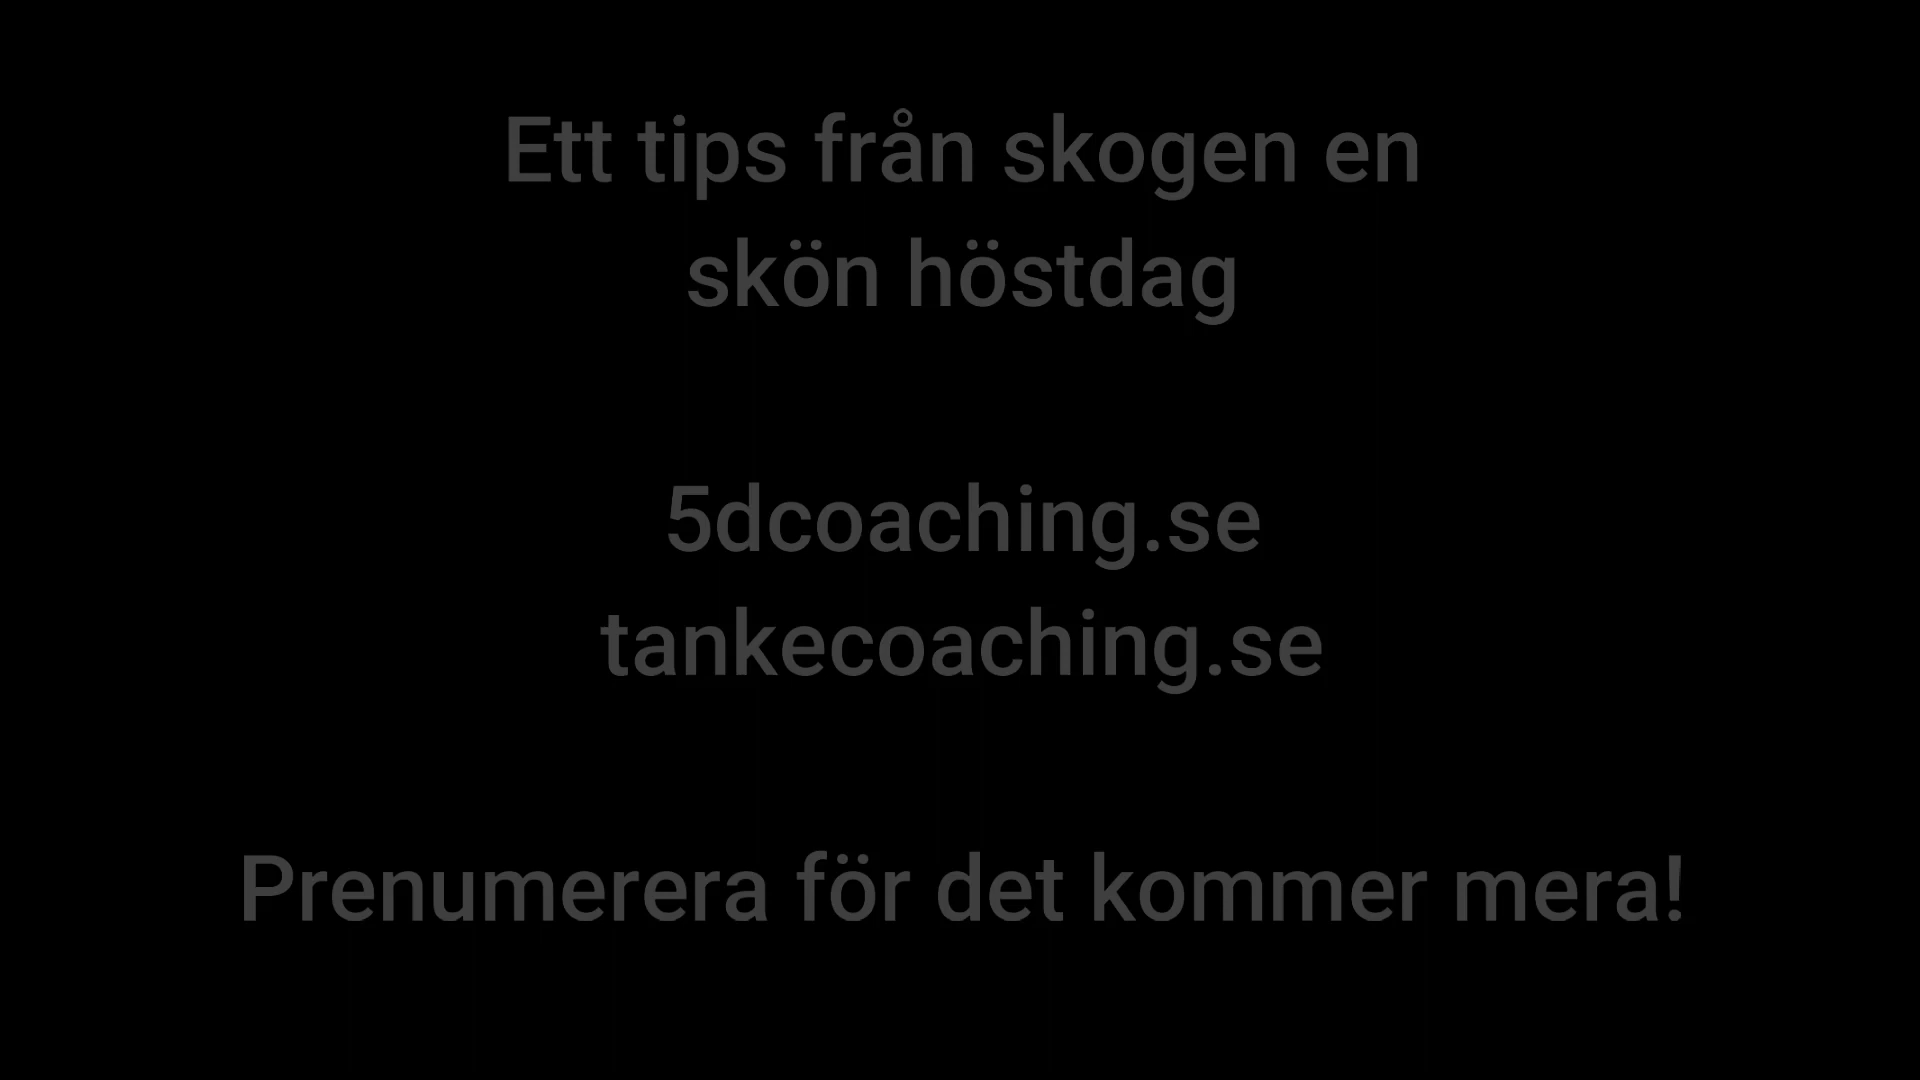 Ett tips från skogen en
skön höstdag
5dcoaching.se
tankecoaching.se
Prenumerera för det kommer mera!